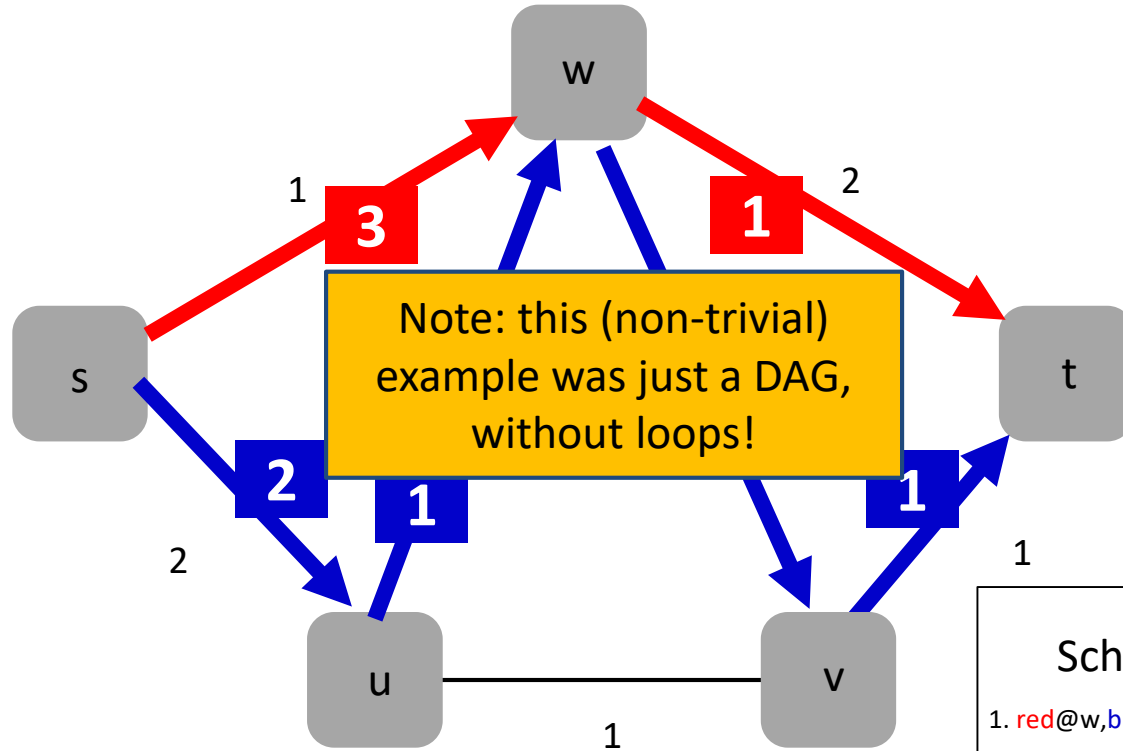 w
1
2
3
1
Note: this (non-trivial)
example was just a DAG,
without loops!
s
t
2
1
1
2
1
u
v
1
Sch
1. red@w,b